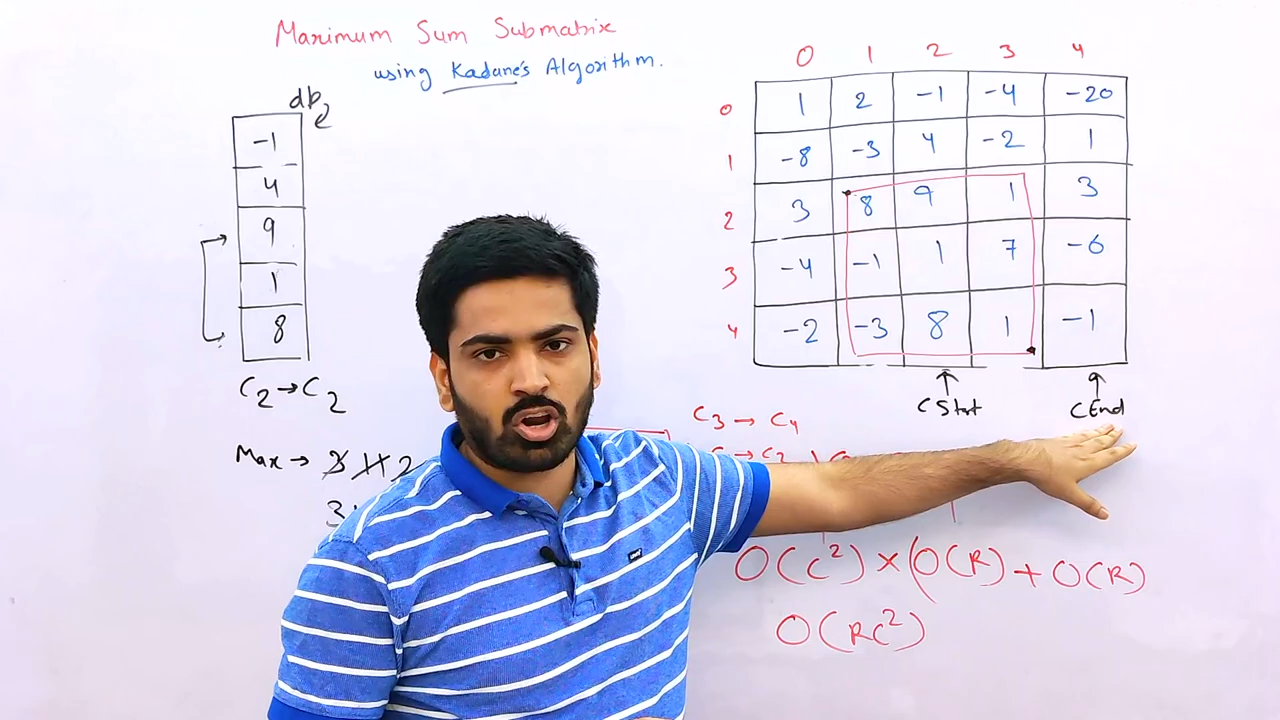 Maximum Sum Submatrix
using Kadane's Algorithm.
-1
4
9
1
8
C2 → C2
0 1 2 3 4
0 1 2 -1 -4 -20
1 -8 -3 4 -2 1
2 3 8 9 1 3
3 -4 -1 1 7 -6
4 -2 -3 8 1 -1
CStart CEnd
C3 → C4
Max →
O(C²) × (O(R) + O(R)
O(RC²)